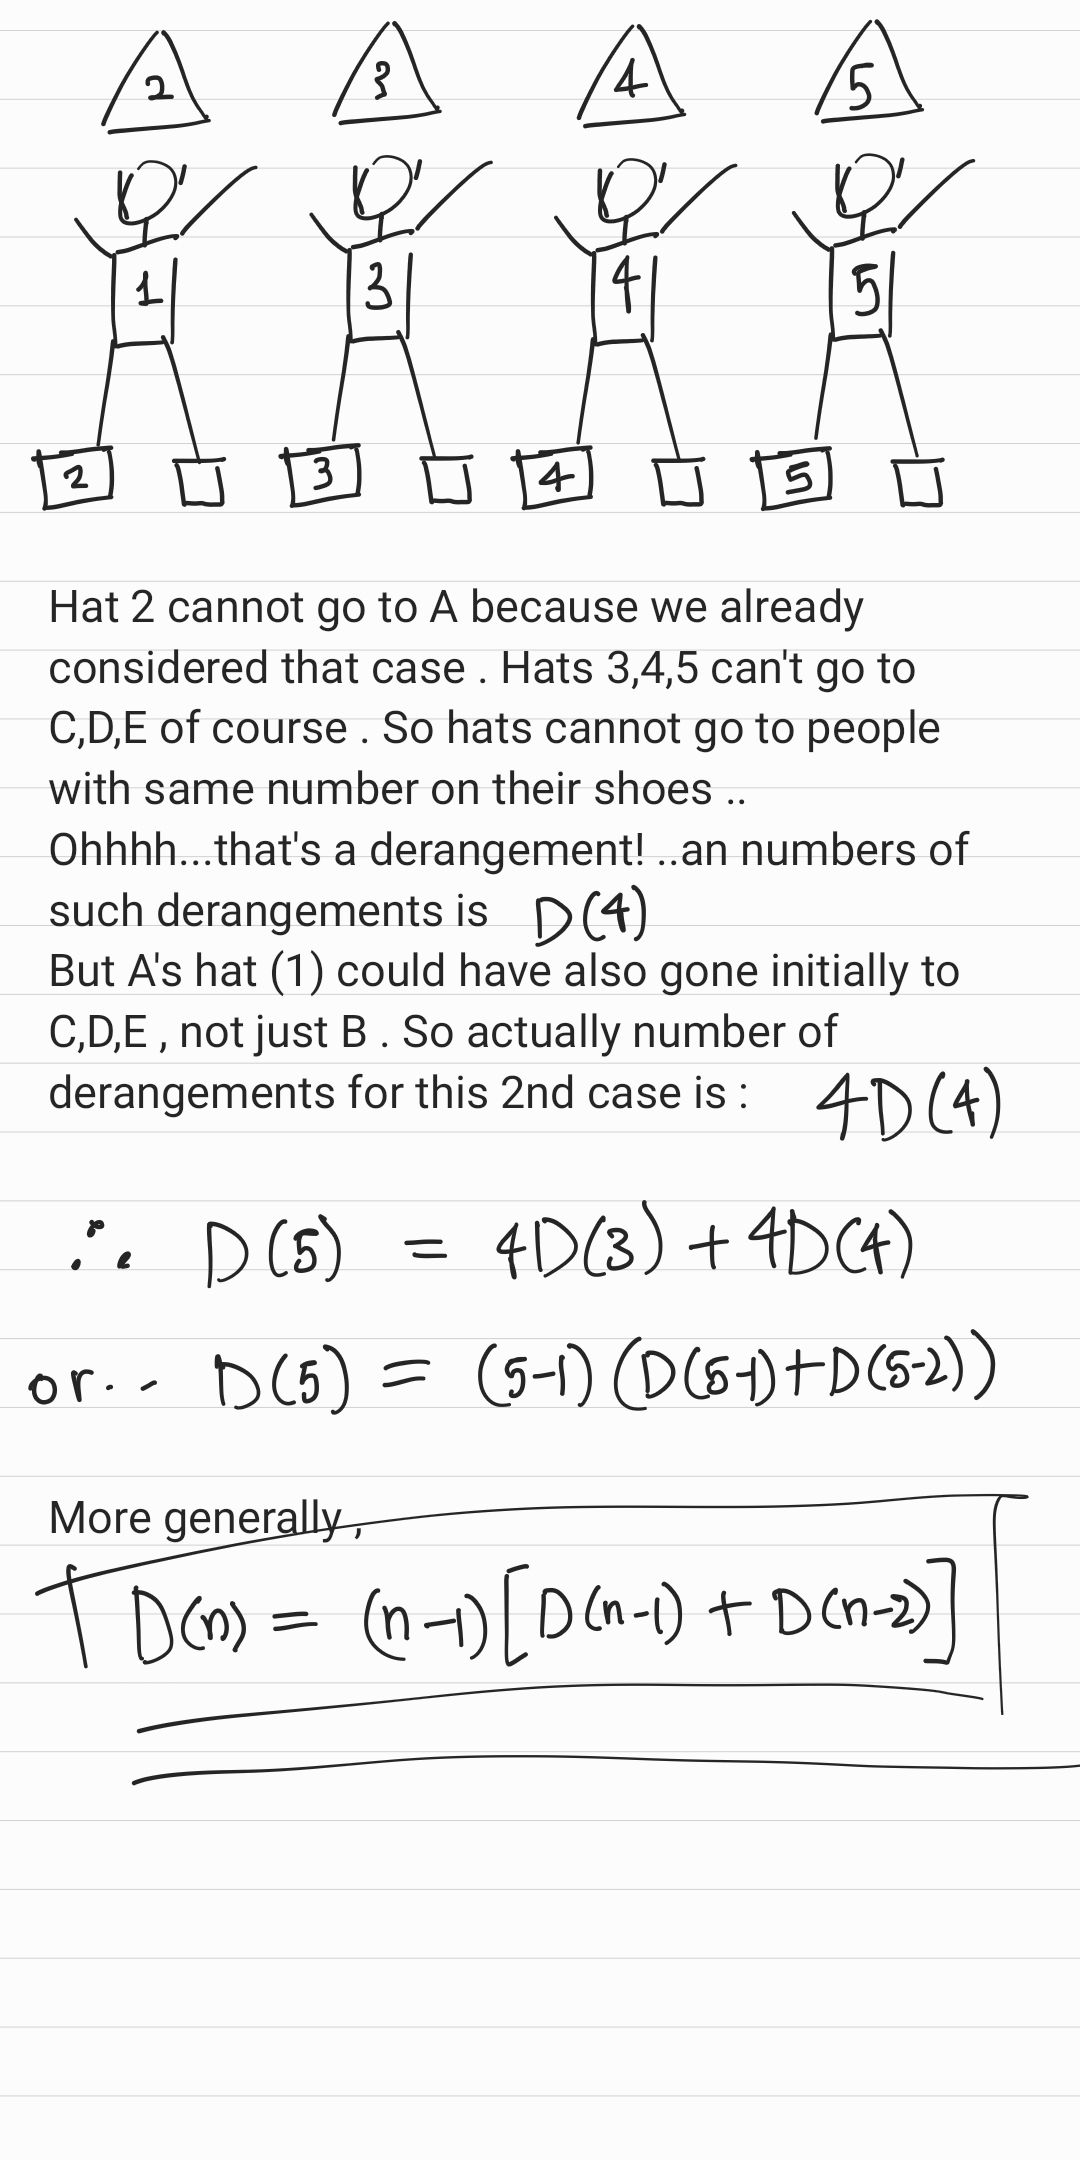 2 3 4 5
1 3 4 5
2 3 4 5
Hat 2 cannot go to A because we already
considered that case . Hats 3,4,5 can't go to
C,D,E of course . So hats cannot go to people
with same number on their shoes ..
Ohhhh...that's a derangement! ..an numbers of
such derangements is D(4)
But A's hat (1) could have also gone initially to
C,D,E , not just B . So actually number of
derangements for this 2nd case is : 4D(4)
∴ D(5) = 4D(3) + 4D(4)
or.. D(5) = (5-1)(D(5-1)+D(5-2))
More generally ,
D(n) = (n-1)[D(n-1) + D(n-2)]